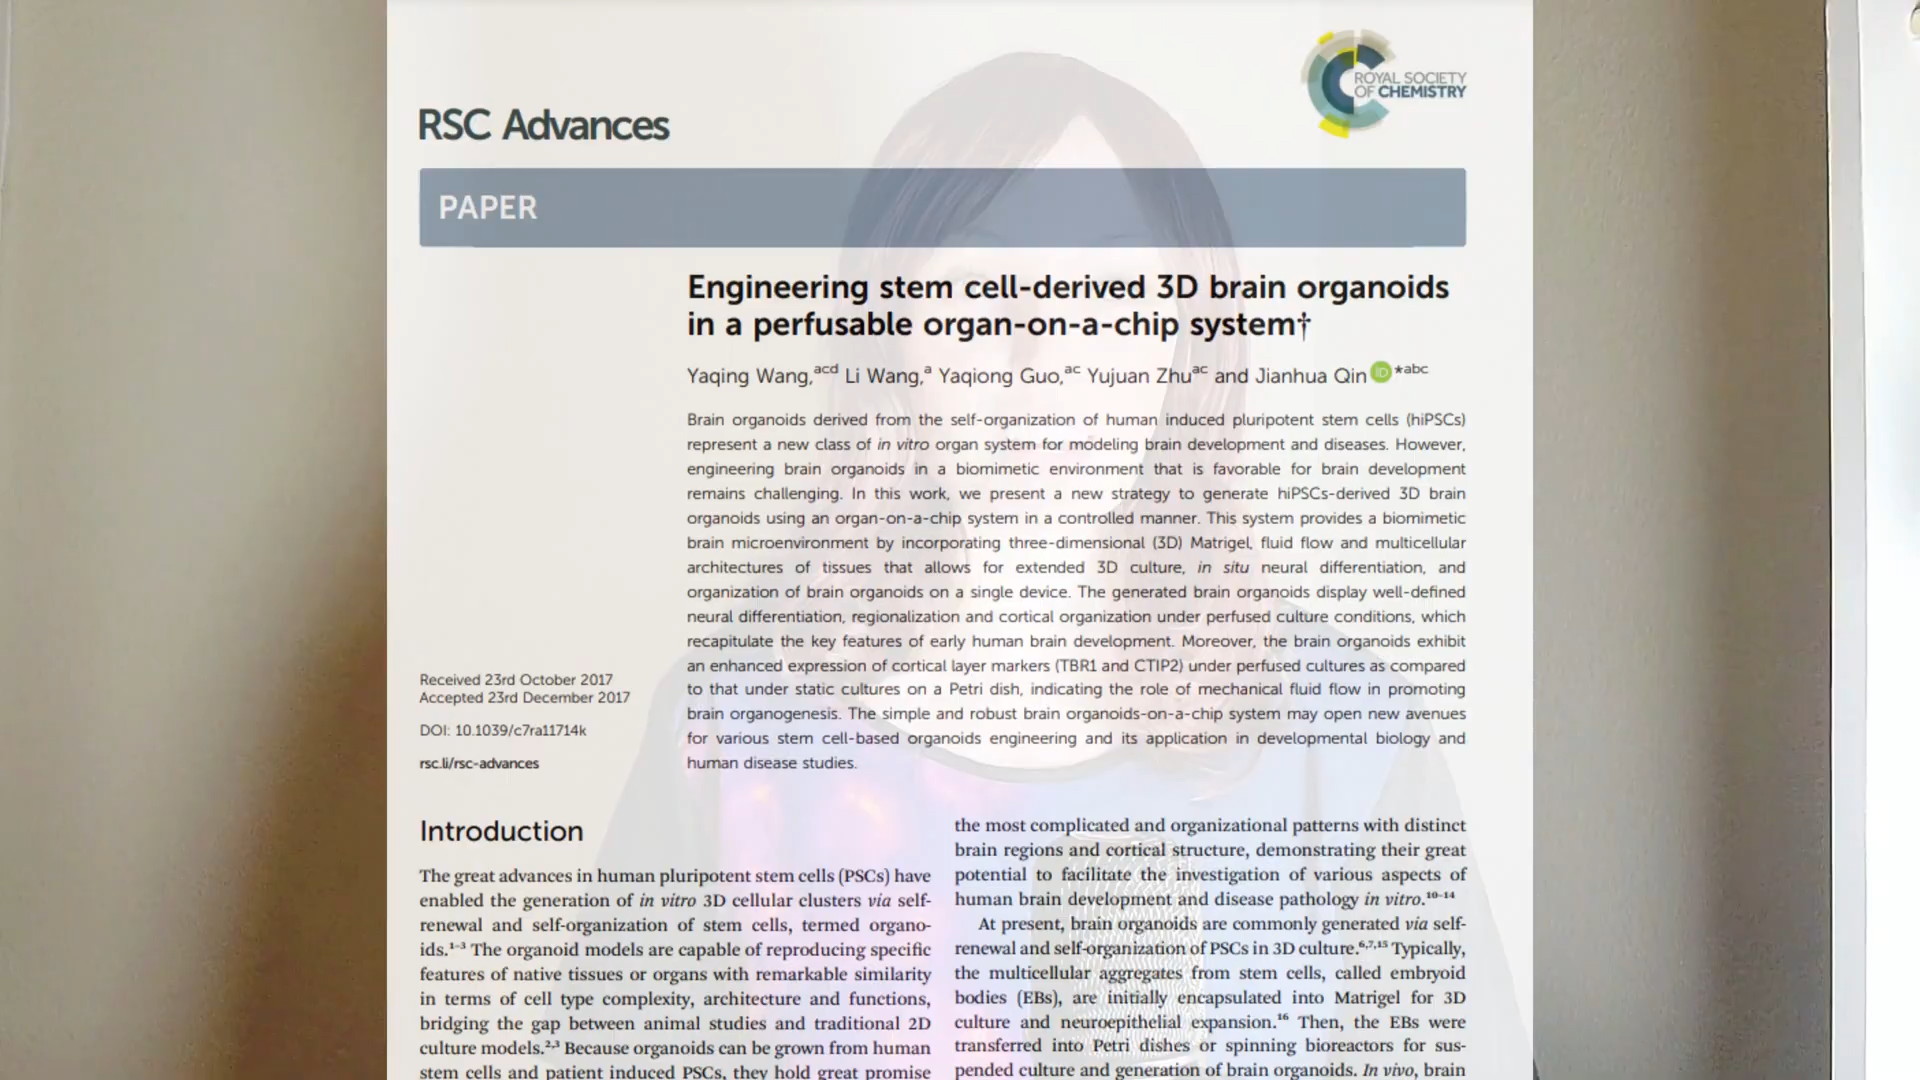 ROYAL SOCIETY
OF CHEMISTRY
RSC Advances
PAPER
Engineering stem cell-derived 3D brain organoids
in a perfusable organ-on-a-chip system†
Yaqing Wang,acd Li Wang,a Yaqiong Guo,ac Yujuan Zhuac and Jianhua Qin iD *abc
Brain organoids derived from the self-organization of human induced pluripotent stem cells (hiPSCs)
represent a new class of in vitro organ system for modeling brain development and diseases. However,
engineering brain organoids in a biomimetic environment that is favorable for brain development
remains challenging. In this work, we present a new strategy to generate hiPSCs-derived 3D brain
organoids using an organ-on-a-chip system in a controlled manner. This system provides a biomimetic
brain microenvironment by incorporating three-dimensional (3D) Matrigel, fluid flow and multicellular
architectures of tissues that allows for extended 3D culture, in situ neural differentiation, and
organization of brain organoids on a single device. The generated brain organoids display well-defined
neural differentiation, regionalization and cortical organization under perfused culture conditions, which
recapitulate the key features of early human brain development. Moreover, the brain organoids exhibit
an enhanced expression of cortical layer markers (TBR1 and CTIP2) under perfused cultures as compared
to that under static cultures on a Petri dish, indicating the role of mechanical fluid flow in promoting
brain organogenesis. The simple and robust brain organoids-on-a-chip system may open new avenues
for various stem cell-based organoids engineering and its application in developmental biology and
human disease studies.
Received 23rd October 2017
Accepted 23rd December 2017
DOI: 10.1039/c7ra11714k
rsc.li/rsc-advances
Introduction
The great advances in human pluripotent stem cells (PSCs) have
enabled the generation of in vitro 3D cellular clusters via self-
renewal and self-organization of stem cells, termed organo-
ids.1–3 The organoid models are capable of reproducing specific
features of native tissues or organs with remarkable similarity
in terms of cell type complexity, architecture and functions,
bridging the gap between animal studies and traditional 2D
culture models.2,3 Because organoids can be grown from human
stem cells and patient induced PSCs, they hold great promise
the most complicated and organizational patterns with distinct
brain regions and cortical structure, demonstrating their great
potential to facilitate the investigation of various aspects of
human brain development and disease pathology in vitro.10–14
At present, brain organoids are commonly generated via self-
renewal and self-organization of PSCs in 3D culture.6,7,15 Typically,
the multicellular aggregates from stem cells, called embryoid
bodies (EBs), are initially encapsulated into Matrigel for 3D
culture and neuroepithelial expansion.16 Then, the EBs were
transferred into Petri dishes or spinning bioreactors for sus-
pended culture and generation of brain organoids. In vivo, brain